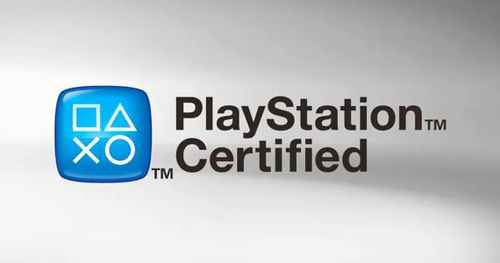 PlayStation™
Certified
™